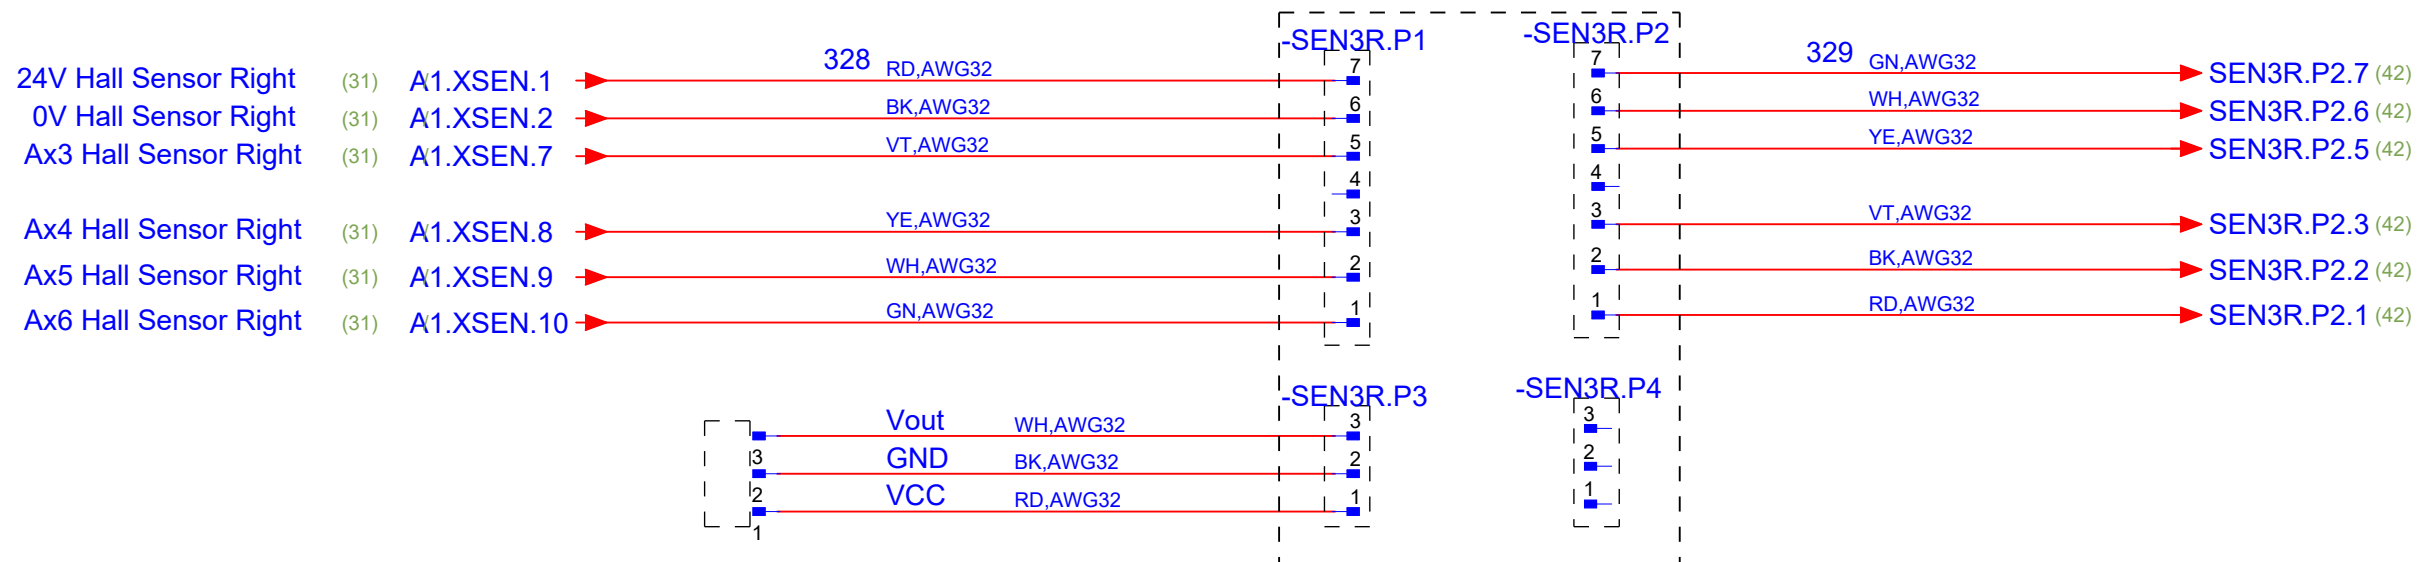 -SEN3R.P1 -SEN3R.P2
328 329
24V Hall Sensor Right (31) A1.XSEN.1 RD,AWG32 7 7 GN,AWG32 SEN3R.P2.7 (42)
0V Hall Sensor Right (31) A1.XSEN.2 BK,AWG32 6 6 WH,AWG32 SEN3R.P2.6 (42)
Ax3 Hall Sensor Right (31) A1.XSEN.7 VT,AWG32 5 5 YE,AWG32 SEN3R.P2.5 (42)
4 4
Ax4 Hall Sensor Right (31) A1.XSEN.8 YE,AWG32 3 3 VT,AWG32 SEN3R.P2.3 (42)
Ax5 Hall Sensor Right (31) A1.XSEN.9 WH,AWG32 2 2 BK,AWG32 SEN3R.P2.2 (42)
Ax6 Hall Sensor Right (31) A1.XSEN.10 GN,AWG32 1 1 RD,AWG32 SEN3R.P2.1 (42)
-SEN3R.P3 -SEN3R.P4
Vout WH,AWG32 3 3
3 GND BK,AWG32 2 2
2 VCC RD,AWG32 1 1
1